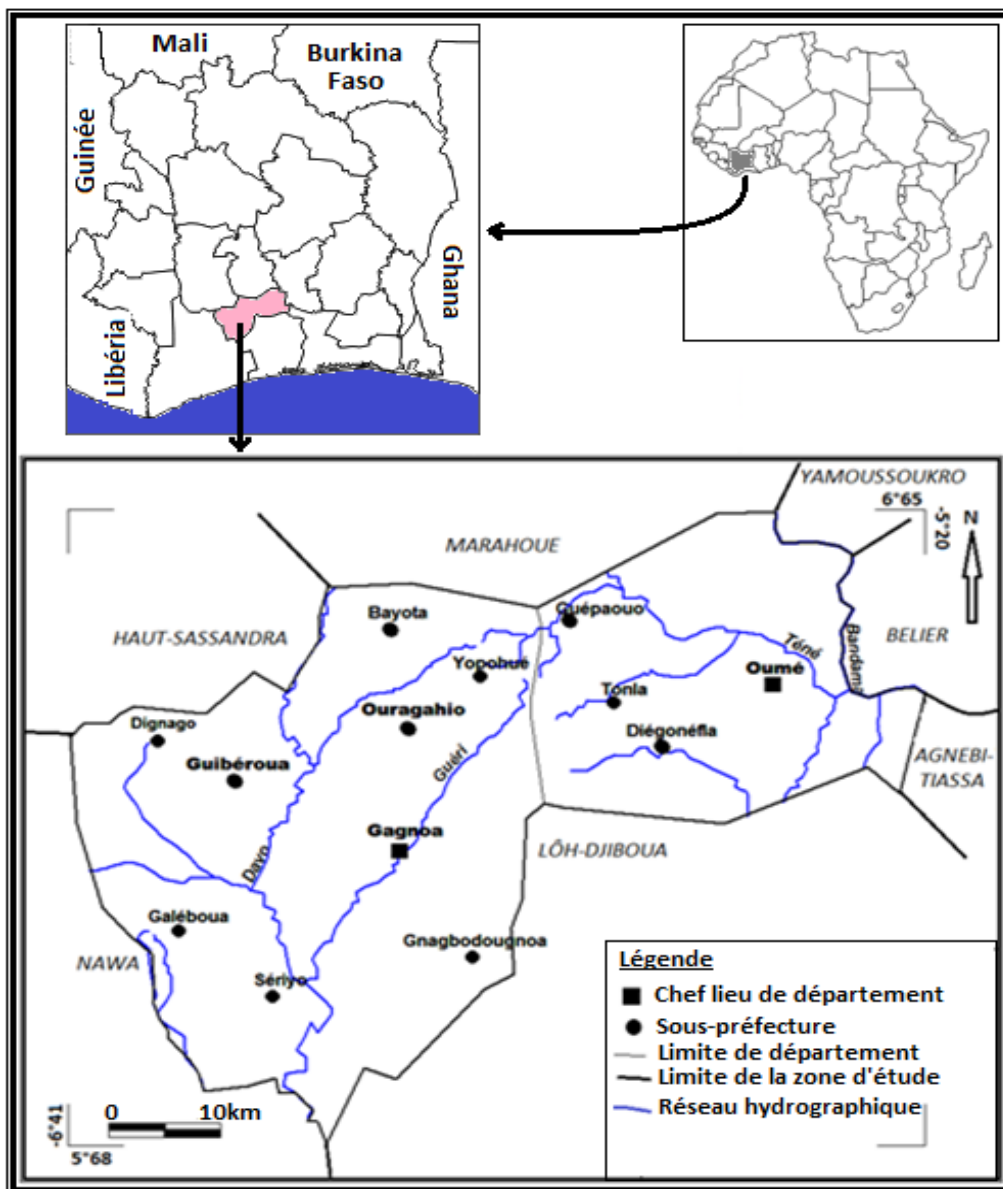 Mali
Burkina
Faso
Guinée
Ghana
Libéria
YAMOUSSOUKRO
6°65
-5°20
N
MARAHOUE
HAUT-SASSANDRA
BELIER
Bayota
Guépaouo
Yopohué
Téné
Bandama
Oumé
Ouragahio
Tonla
Dignago
Diégonéfla
Guibéroua
Guéri
AGNEBI-
TIASSA
Gagnoa
LÔH-DJIBOUA
Davo
Galéboua
Gnagbodougnoa
NAWA
Sériyo
Légende
Chef lieu de département
Sous-préfecture
Limite de département
Limite de la zone d'étude
Réseau hydrographique
0 10km
-6°41
5°68